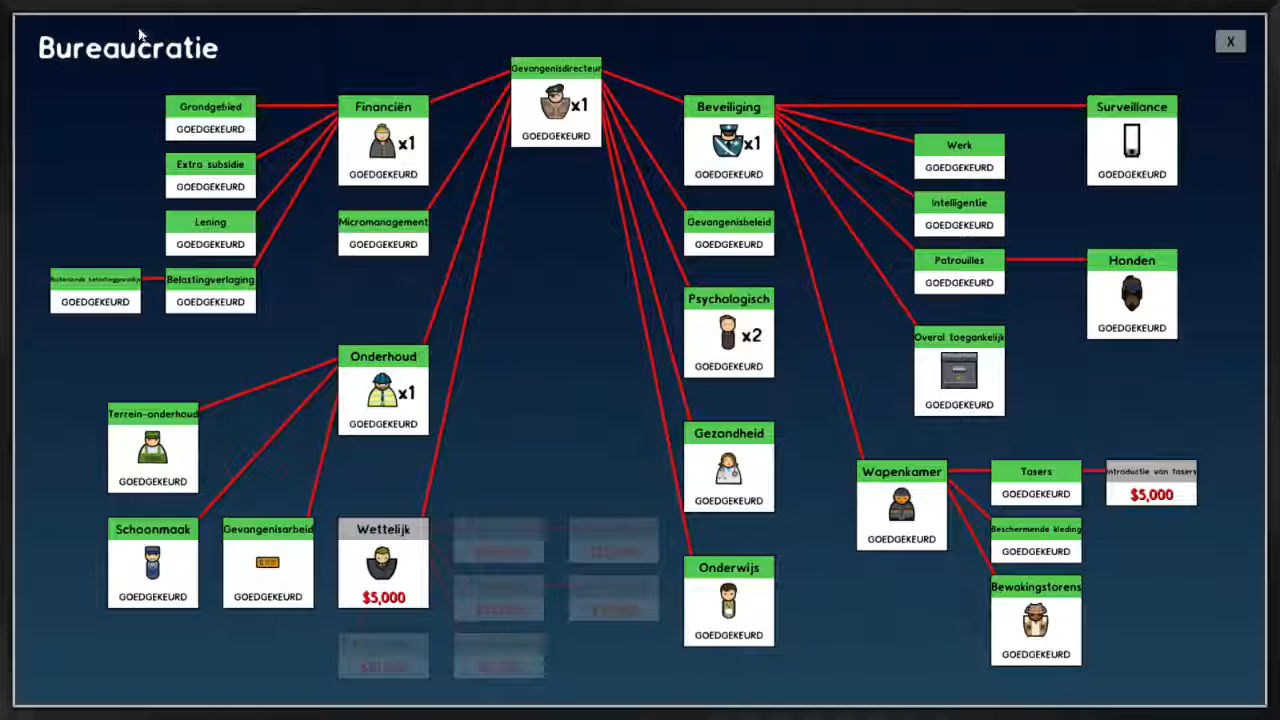 Bureaucratie
X
Gevangenisdirecteur
x1
GOEDGEKEURD
Grondgebied
GOEDGEKEURD
Financiën
x1
GOEDGEKEURD
Beveiliging
x1
GOEDGEKEURD
Surveillance
GOEDGEKEURD
Extra subsidie
GOEDGEKEURD
Werk
GOEDGEKEURD
Lening
GOEDGEKEURD
Micromanagement
GOEDGEKEURD
Gevangenisbeleid
GOEDGEKEURD
Intelligentie
GOEDGEKEURD
GOEDGEKEURD
Belastingverlaging
GOEDGEKEURD
Patrouilles
GOEDGEKEURD
Honden
GOEDGEKEURD
Psychologisch
x2
GOEDGEKEURD
Overal toegankelijk
GOEDGEKEURD
Onderhoud
x1
GOEDGEKEURD
Terrein-onderhoud
GOEDGEKEURD
Gezondheid
GOEDGEKEURD
Wapenkamer
GOEDGEKEURD
Tasers
GOEDGEKEURD
Introductie van tasers
$5,000
Schoonmaak
GOEDGEKEURD
Gevangenisarbeid
GOEDGEKEURD
Wettelijk
$5,000
Beschermende kleding
GOEDGEKEURD
Onderwijs
GOEDGEKEURD
Bewakingstorens
GOEDGEKEURD